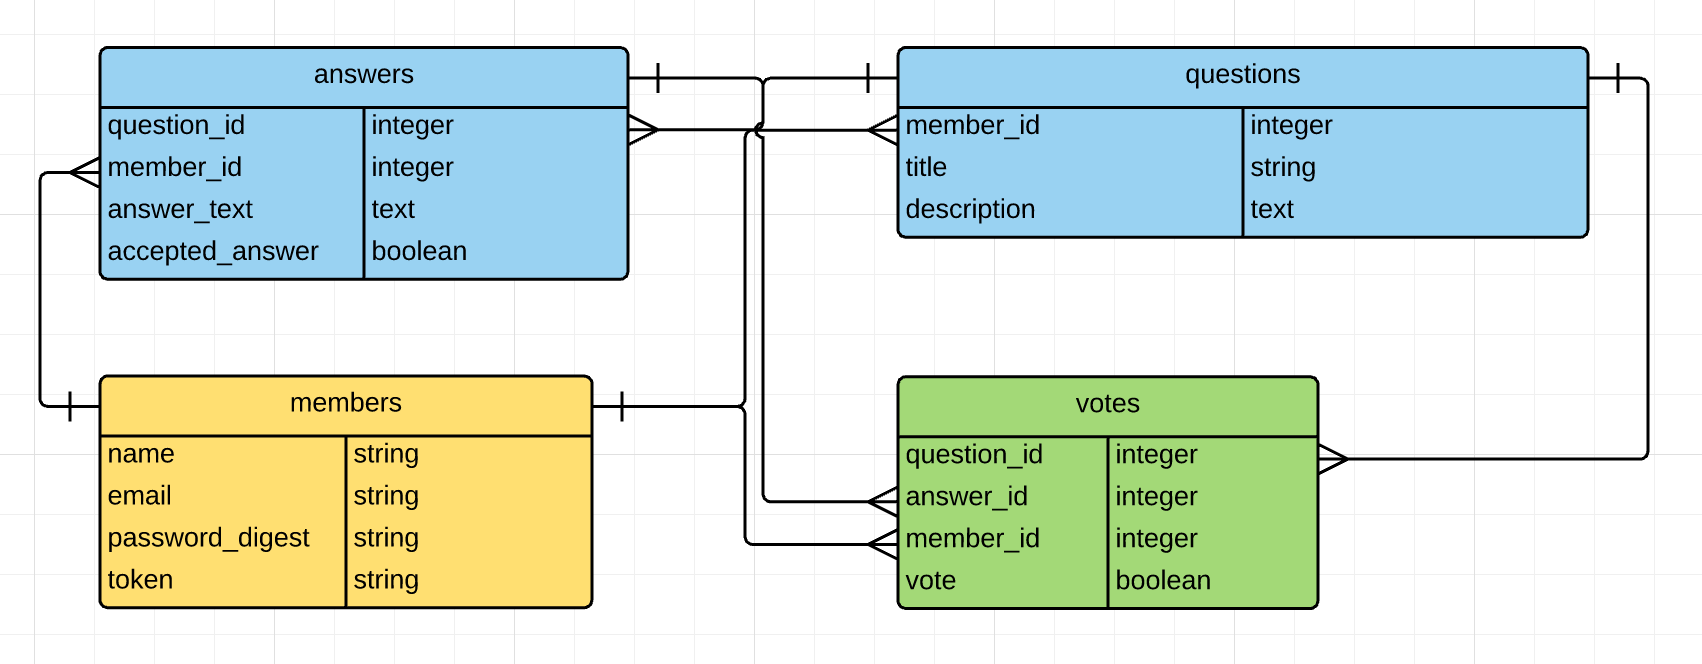 answers
question_id integer
member_id integer
answer_text text
accepted_answer boolean
questions
member_id integer
title string
description text
members
name string
email string
password_digest string
token string
votes
question_id integer
answer_id integer
member_id integer
vote boolean